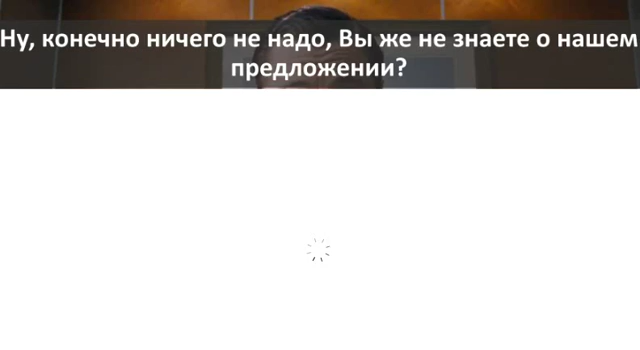 Ну, конечно ничего не надо, Вы же не знаете о нашем
предложении?